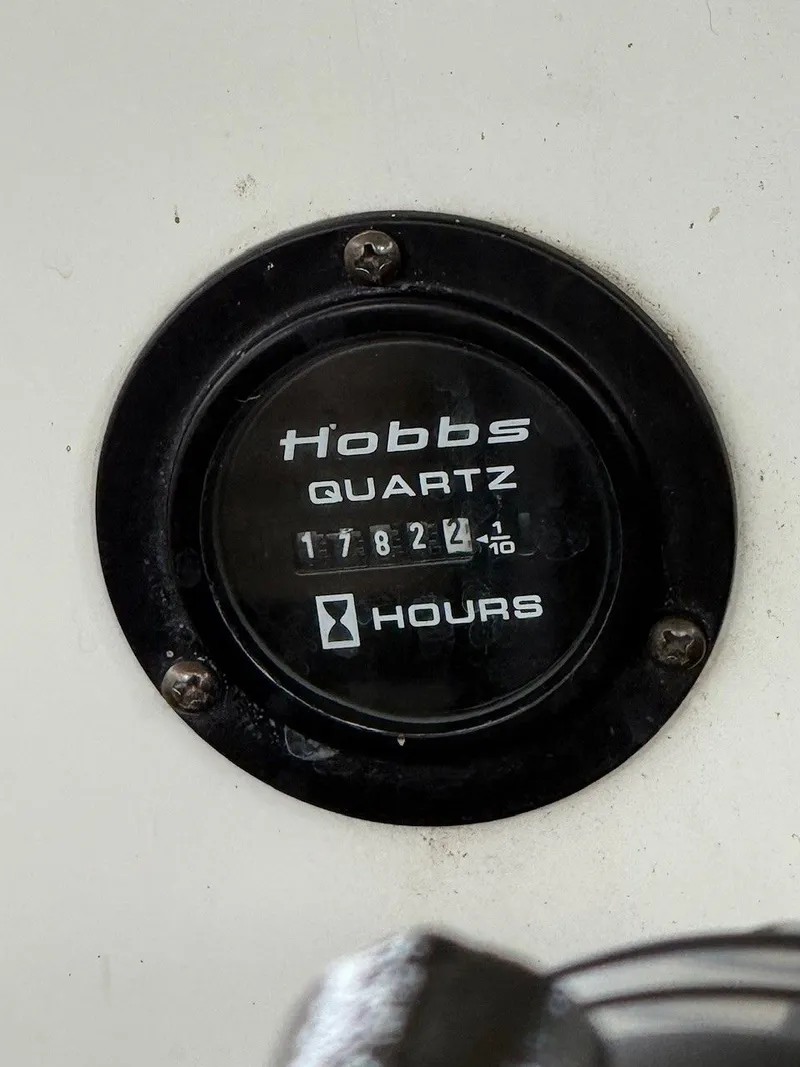 Hobbs
QUARTZ
17822 ◂1/10
HOURS